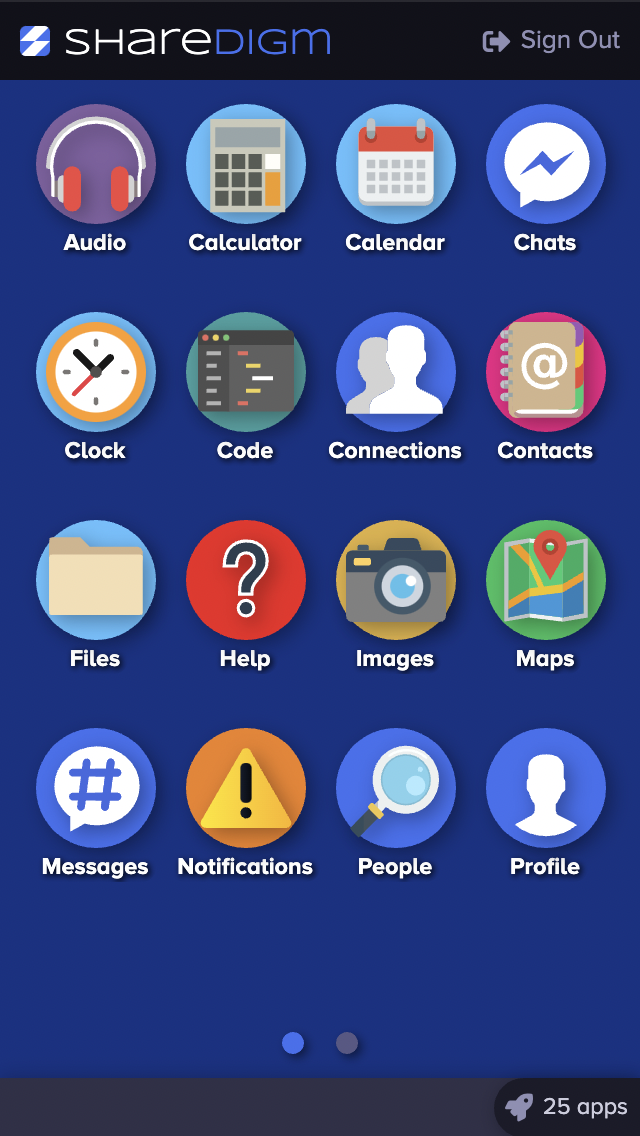 SHAREDIGM
Sign Out
Audio
Calculator
Calendar
Chats
Clock
Code
Connections
@
Contacts
Files
?
Help
Images
Maps
#
Messages
!
Notifications
People
Profile
25 apps